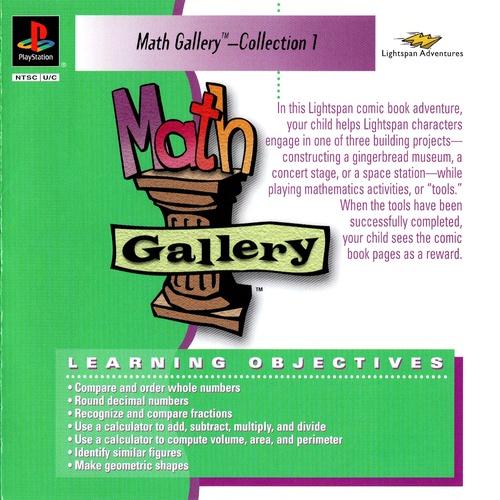 Math Gallery™–Collection 1
Lightspan Adventures
PlayStation®
NTSC U/C
Math
Gallery
™
In this Lightspan comic book adventure,
your child helps Lightspan characters
engage in one of three building projects—
constructing a gingerbread museum, a
concert stage, or a space station—while
playing mathematics activities, or “tools.”
When the tools have been
successfully completed,
your child sees the comic
book pages as a reward.
LEARNING OBJECTIVES
• Compare and order whole numbers
• Round decimal numbers
• Recognize and compare fractions
• Use a calculator to add, subtract, multiply, and divide
• Use a calculator to compute volume, area, and perimeter
• Identify similar figures
• Make geometric shapes